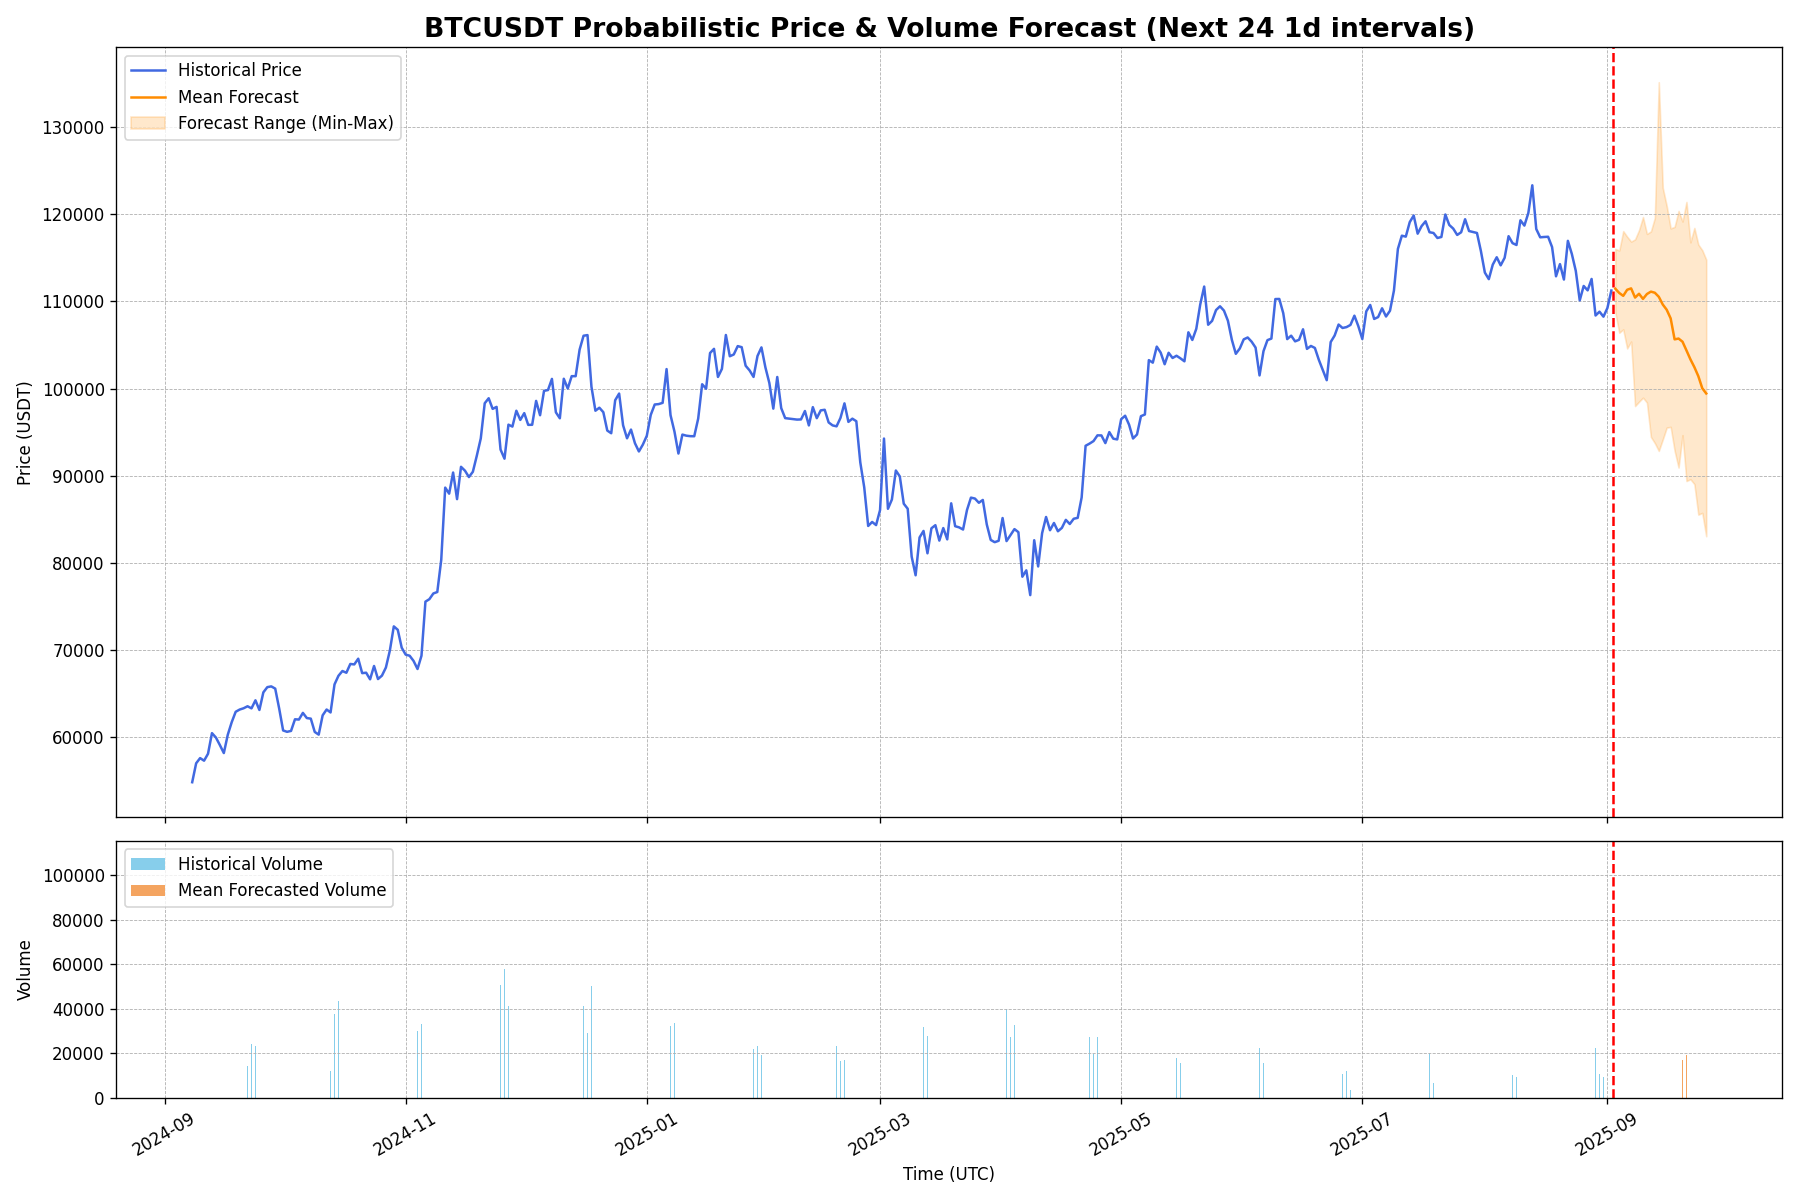 BTCUSDT Probabilistic Price & Volume Forecast (Next 24 1d intervals)
Historical Price
Mean Forecast
Forecast Range (Min-Max)
Price (USDT)
130000
120000
110000
100000
90000
80000
70000
60000
Historical Volume
Mean Forecasted Volume
Volume
100000
80000
60000
40000
20000
0
2024-09
2024-11
2025-01
2025-03
2025-05
2025-07
2025-09
Time (UTC)